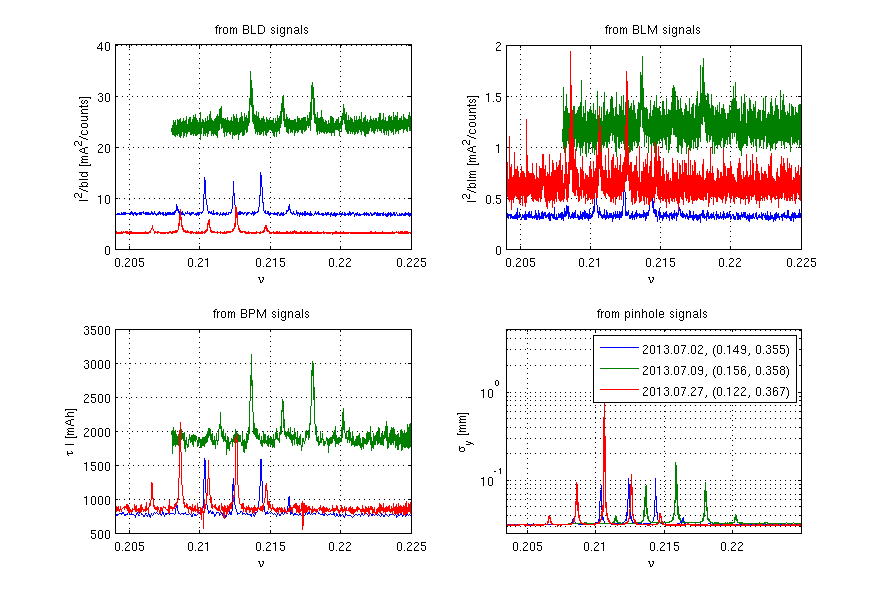 from BLD signals
40
30
20
10
0
I²/bld [mA²/counts]
0.205 0.21 0.215 0.22 0.225
ν
from BLM signals
2
1.5
1
0.5
0
I²/blm [mA²/counts]
0.205 0.21 0.215 0.22 0.225
ν
from BPM signals
3500
3000
2500
2000
1500
1000
500
τ I [mAh]
0.205 0.21 0.215 0.22 0.225
ν
from pinhole signals
2013.07.02, (0.149, 0.355)
2013.07.09, (0.156, 0.358)
2013.07.27, (0.122, 0.367)
10⁰
10⁻¹
σy [mm]
0.205 0.21 0.215 0.22
ν